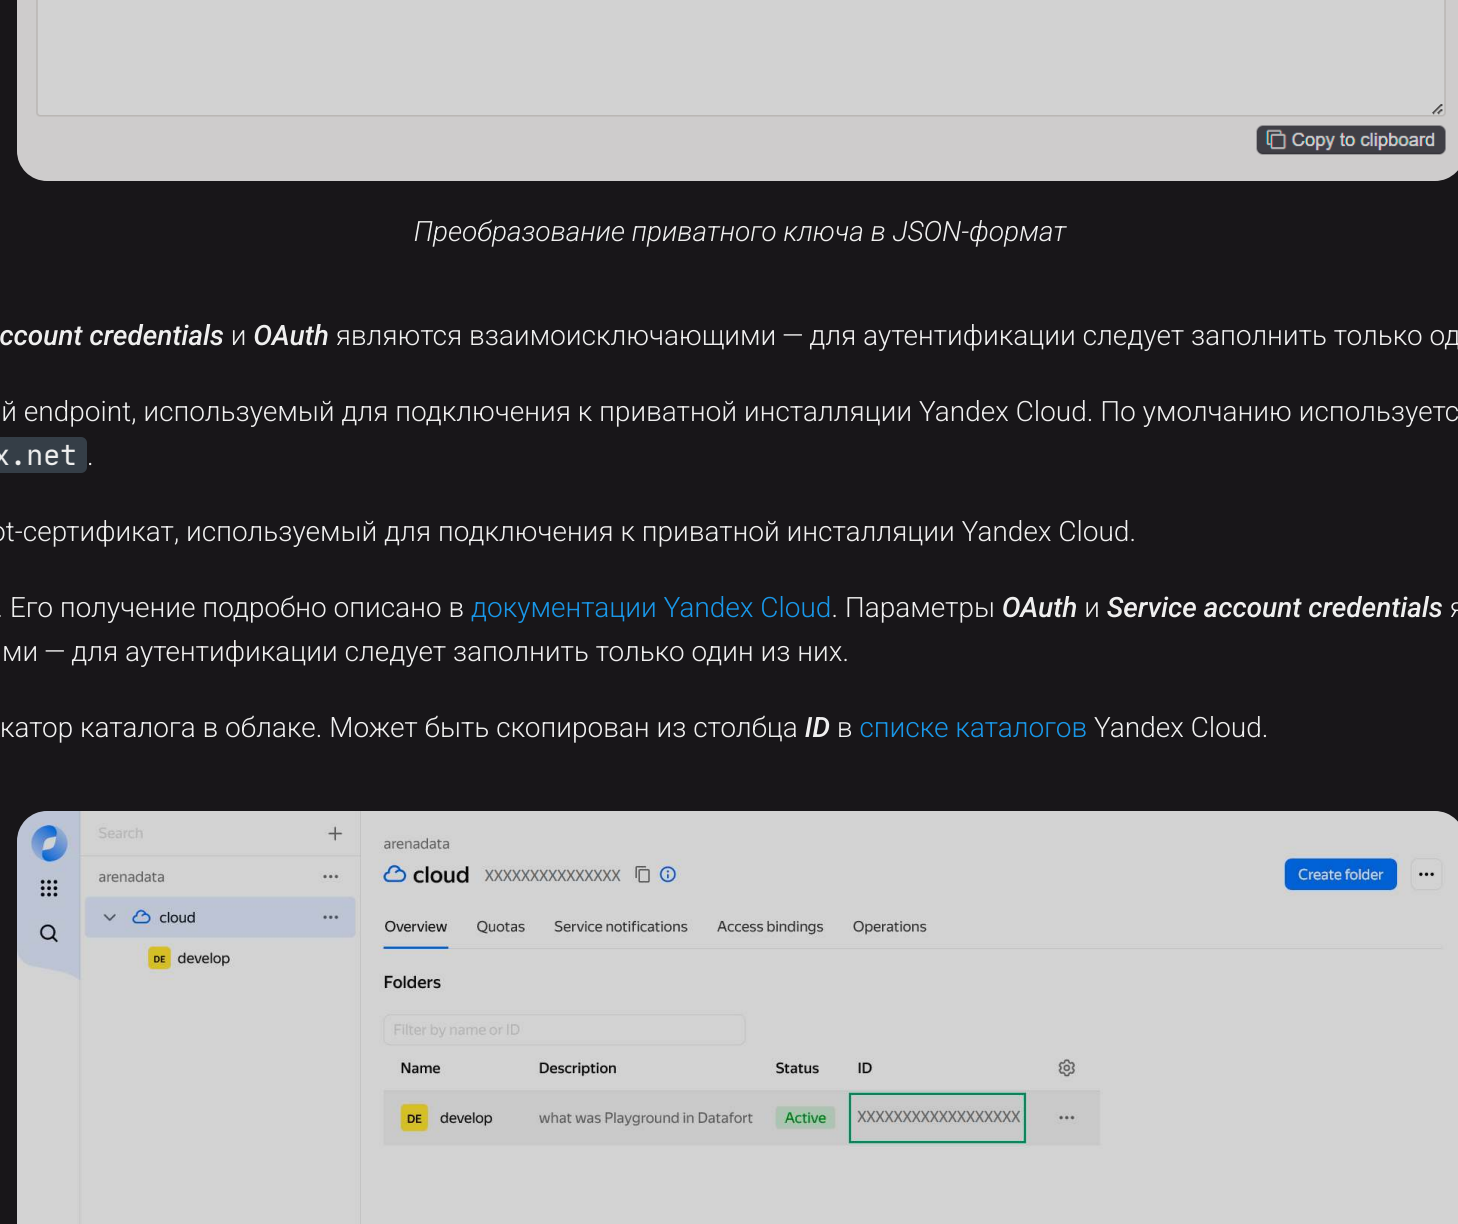 Copy to clipboard
Преобразование приватного ключа в JSON-формат
ccount credentials и OAuth являются взаимоисключающими — для аутентификации следует заполнить только од
й endpoint, используемый для подключения к приватной инсталляции Yandex Cloud. По умолчанию используетс
x.net.
ot-сертификат, используемый для подключения к приватной инсталляции Yandex Cloud.
. Его получение подробно описано в документации Yandex Cloud. Параметры OAuth и Service account credentials я
ми — для аутентификации следует заполнить только один из них.
катор каталога в облаке. Может быть скопирован из столбца ID в списке каталогов Yandex Cloud.
Search
arenadata
cloud
DE develop
arenadata
cloud XXXXXXXXXXXXXXX
Create folder
Overview Quotas Service notifications Access bindings Operations
Folders
Filter by name or ID
Name Description Status ID
DE develop what was Playground in Datafort Active XXXXXXXXXXXXXXXXXX